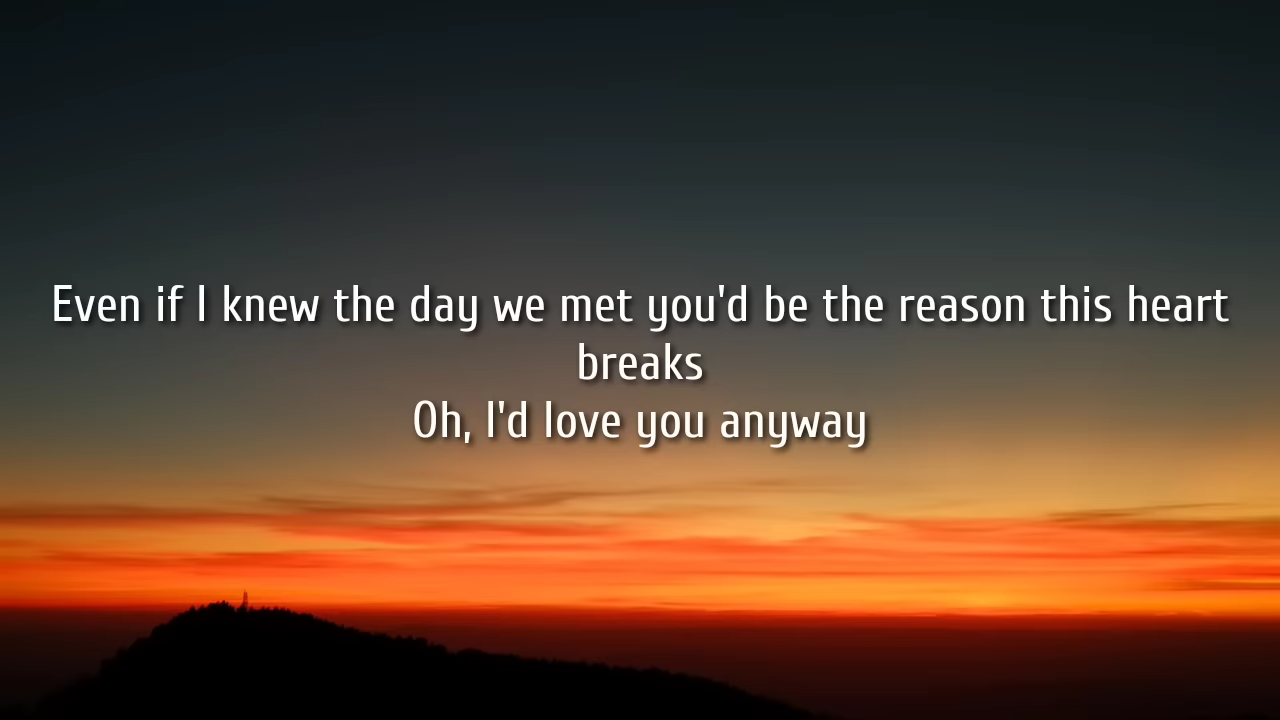 Even if I knew the day we met you'd be the reason this heart
breaks
Oh, I'd love you anyway